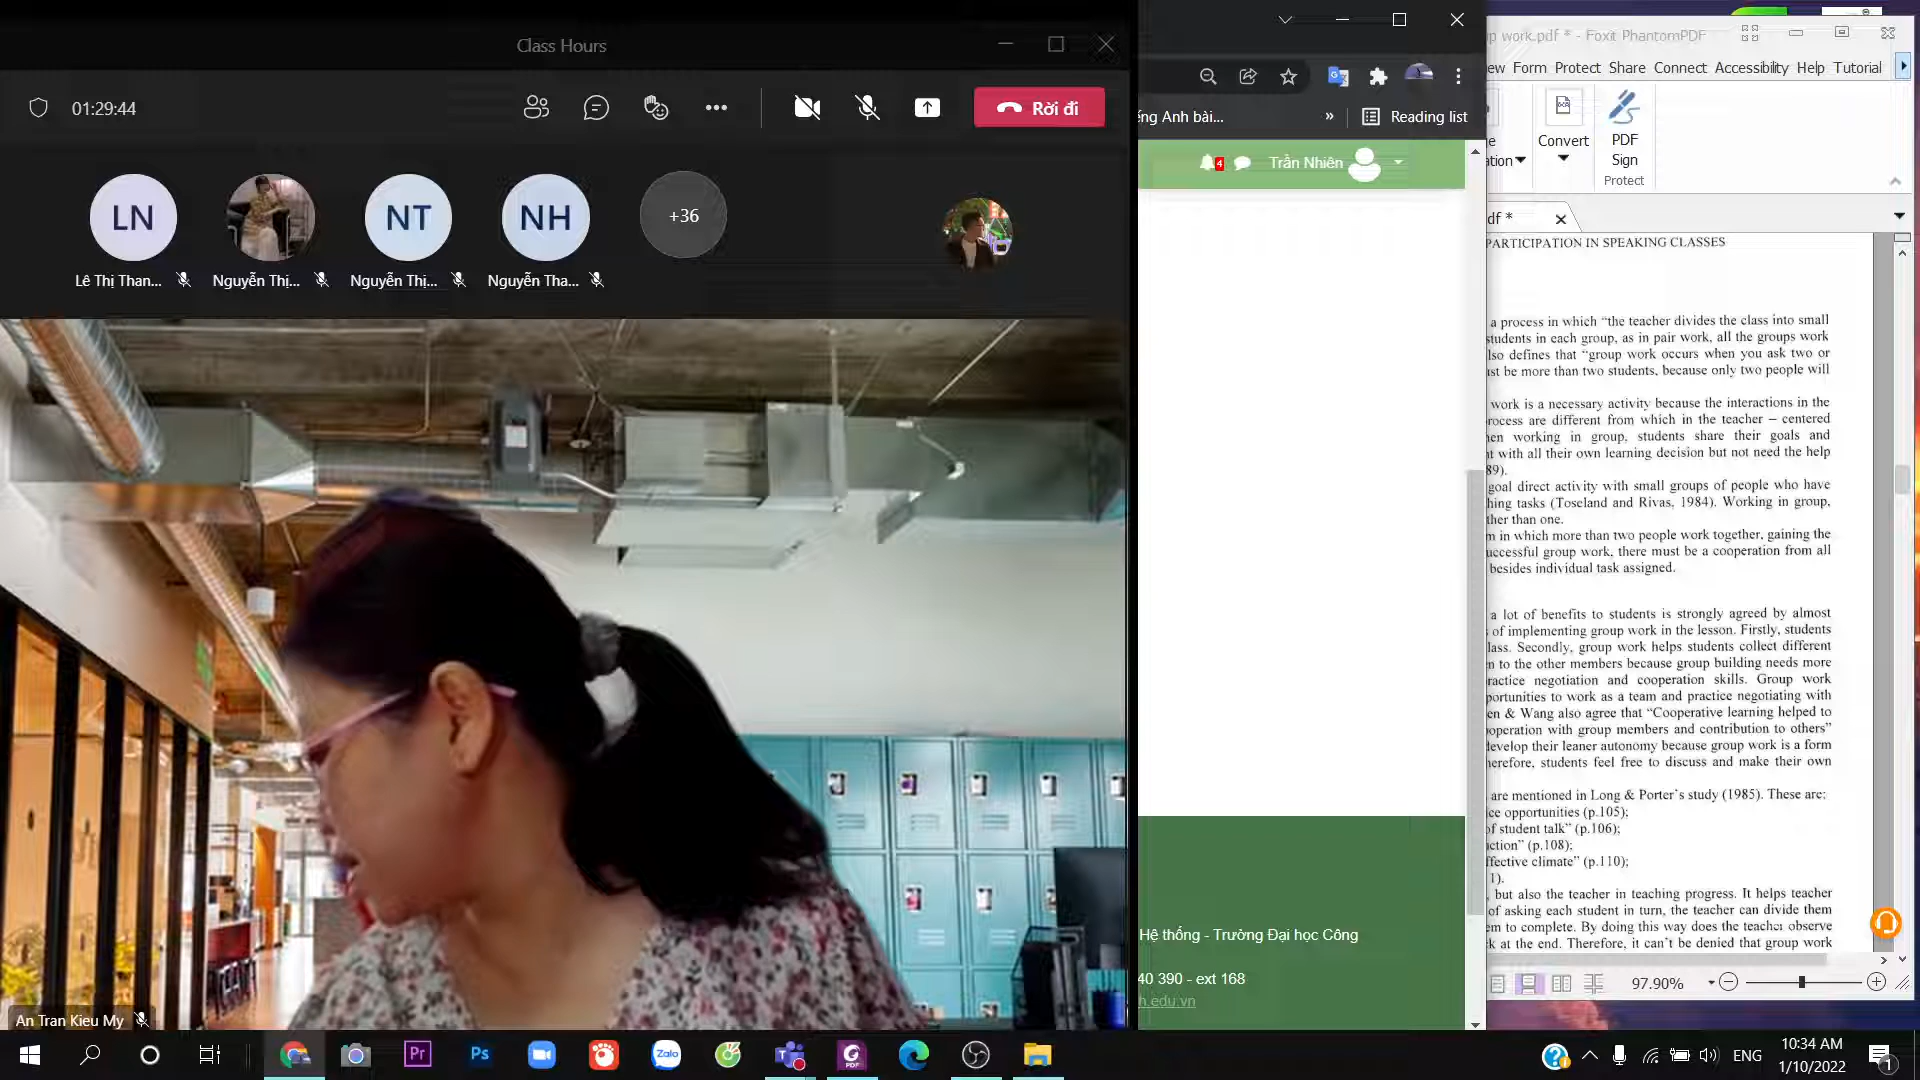 Class Hours
01:29:44
Rời đi
LN
NT
NH
+36
Lê Thị Than...
Nguyễn Thị...
Nguyễn Thị...
Nguyễn Tha...
An Tran Kieu My
ếng Anh bài...
»
Reading list
4
Trần Nhiên
Hệ thống - Trường Đại học Công
40 390 - ext 168
h.edu.vn
up work.pdf * - Foxit PhantomPDF
ew Form Protect Share Connect Accessibility Help Tutorial
ge
ation
Convert
PDF
Sign
Protect
df *
PARTICIPATION IN SPEAKING CLASSES
a process in which “the teacher divides the class into small
students in each group, as in pair work, all the groups work
lso defines that “group work occurs when you ask two or
ust be more than two students, because only two people will
work is a necessary activity because the interactions in the
rocess are different from which in the teacher – centered
hen working in group, students share their goals and
nt with all their own learning decision but not need the help
89).
goal direct activity with small groups of people who have
hing tasks (Toseland and Rivas, 1984). Working in group,
ther than one.
m in which more than two people work together, gaining the
uccessful group work, there must be a cooperation from all
besides individual task assigned.
a lot of benefits to students is strongly agreed by almost
s of implementing group work in the lesson. Firstly, students
lass. Secondly, group work helps students collect different
n to the other members because group building needs more
ractice negotiation and cooperation skills. Group work
portunities to work as a team and practice negotiating with
en & Wang also agree that “Cooperative learning helped to
operation with group members and contribution to others”
develop their leaner autonomy because group work is a form
herefore, students feel free to discuss and make their own
are mentioned in Long & Porter’s study (1985). These are:
ice opportunities (p.105);
of student talk” (p.106);
action” (p.108);
ffective climate” (p.110);
1).
, but also the teacher in teaching progress. It helps teacher
of asking each student in turn, the teacher can divide them
em to complete. By doing this way does the teacher observe
k at the end. Therefore, it can’t be denied that group work
97.90%
Pr
Ps
Zalo
PDF
ENG
10:34 AM
1/10/2022
1